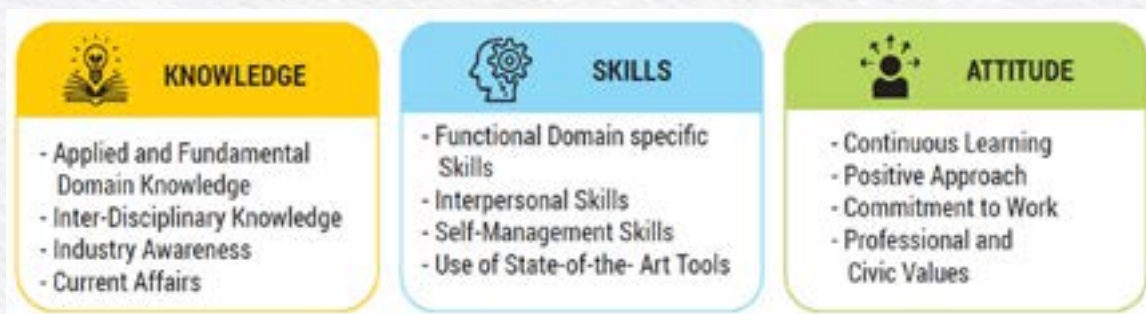 KNOWLEDGE
- Applied and Fundamental
Domain Knowledge
- Inter-Disciplinary Knowledge
- Industry Awareness
- Current Affairs
SKILLS
- Functional Domain specific
Skills
- Interpersonal Skills
- Self-Management Skills
- Use of State-of-the- Art Tools
ATTITUDE
- Continuous Learning
- Positive Approach
- Commitment to Work
- Professional and
Civic Values